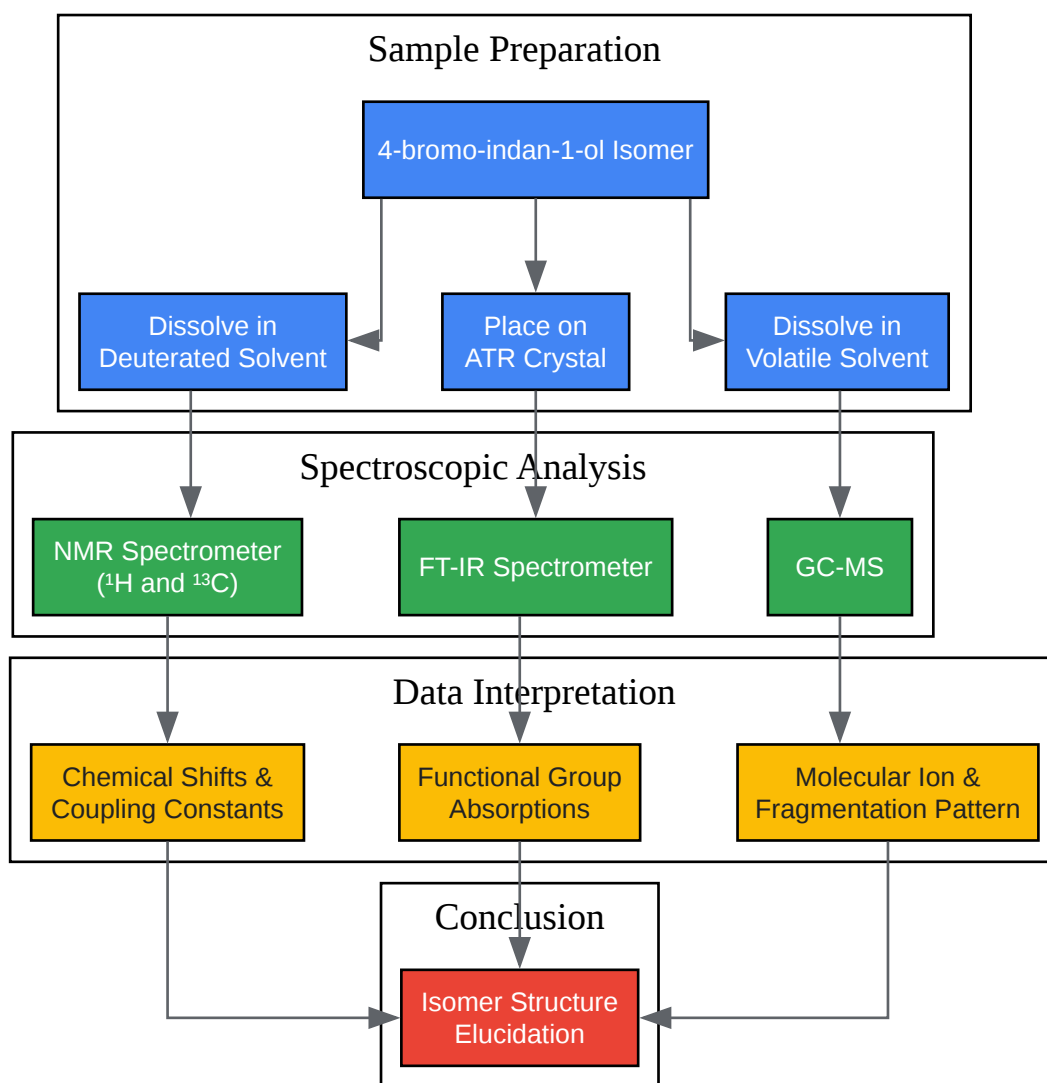 Sample Preparation
4-bromo-indan-1-ol Isomer
Dissolve in
Deuterated Solvent
Place on
ATR Crystal
Dissolve in
Volatile Solvent
Spectroscopic Analysis
NMR Spectrometer
(¹H and ¹³C)
FT-IR Spectrometer
GC-MS
Data Interpretation
Chemical Shifts &
Coupling Constants
Functional Group
Absorptions
Molecular Ion &
Fragmentation Pattern
Conclusion
Isomer Structure
Elucidation